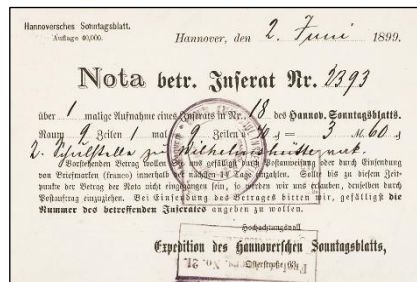 Hannoversches Sonntagsblatt.
Auflage 40,000.
Hannover, den 2. Juni 1899.
Nota betr. Inserat Nr. 2393
über 1 malige Aufnahme eines Inserats in Nr. 18 des Hannov. Sonntagsblatts.
Raum 9 Zeilen 1 mal 9 Zeilen à = 3 M. 60 ₰
2. Schulstelle zu
Vorstehenden Betrag wollen Sie uns gefälligst durch Postanweisung oder durch Einsendung
von Briefmarken (franco) innerhalb der nächsten 14 Tage einzahlen. Sollte bis zu diesem Zeit-
punkte der Betrag der Nota nicht eingegangen sein, so werden wir uns erlauben, denselben durch
Postauftrag einzuziehen. Bei Einsendung des Betrages bitten wir, gefälligst die
Nummer des betreffenden Inserates angeben zu wollen.
Hochachtungsvoll
Expedition des Hannoverschen Sonntagsblatts,
Osterstraße